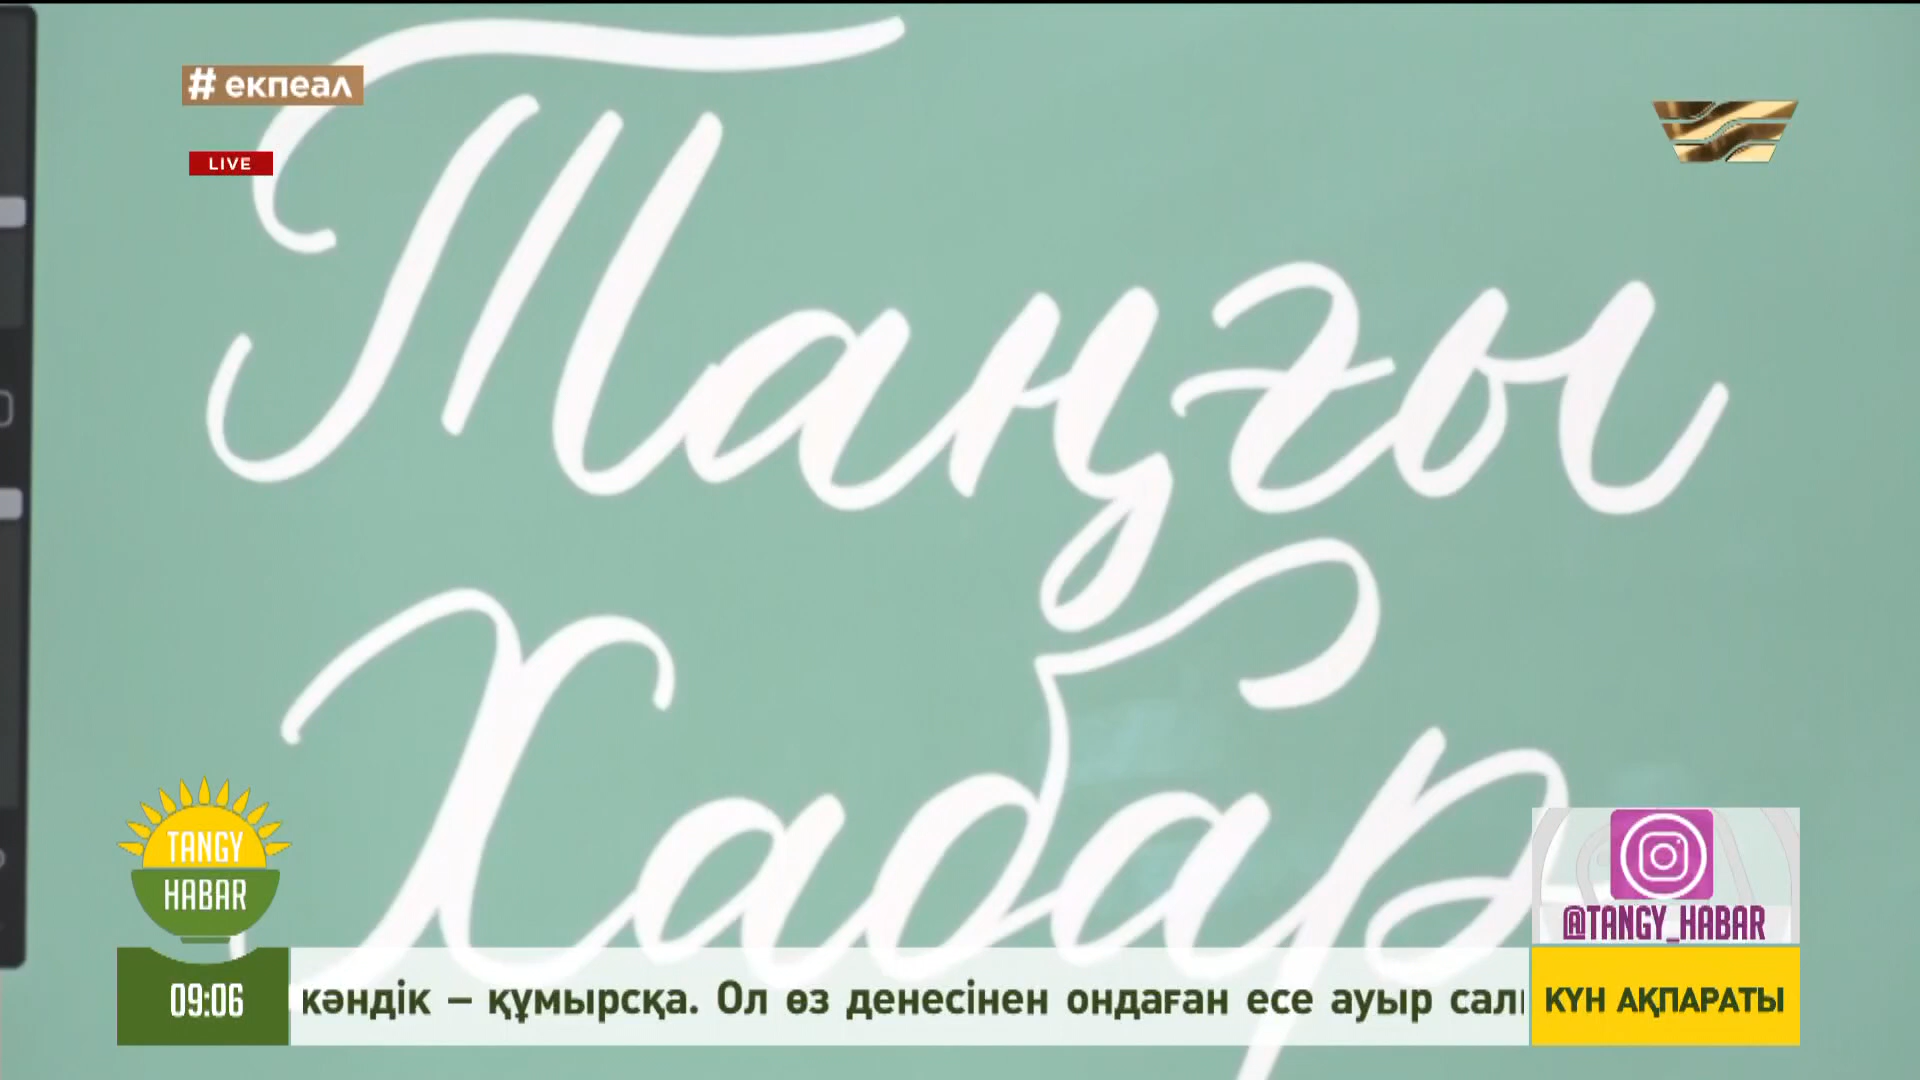 # екпеал
LIVE
Таңғы
Хабар
TANGY
HABAR
@TANGY_HABAR
09:06
кәндік – құмырсқа. Ол өз денесінен ондаған есе ауыр
КҮН АҚПАРАТЫ